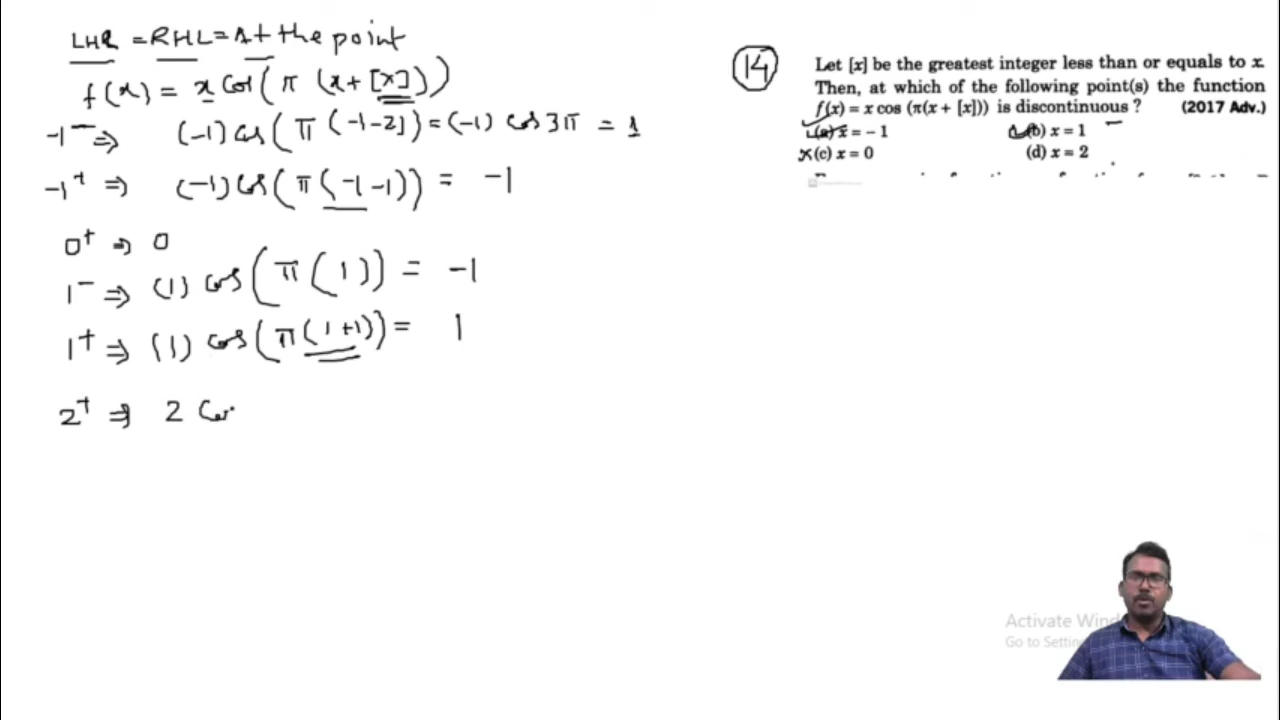 LHL = RHL = At the point
f(x) = x cos(π (x + [x]))
-1⁻ ⇒ (-1) cos(π(-1-2] = (-1) cos 3π = 1
-1⁺ ⇒ (-1) cos(π(-1-1)) = -1
0⁺ ⇒ 0
1⁻ ⇒ (1) cos(π(1)) = -1
1⁺ ⇒ (1) cos(π(1+1)) = 1
2⁺ ⇒ 2 Cos
14
Let [x] be the greatest integer less than or equals to x.
Then, at which of the following point(s) the function
f(x) = x cos (π(x + [x])) is discontinuous ? (2017 Adv.)
(a) x = – 1 (b) x = 1
(c) x = 0 (d) x = 2
Activate Wind
Go to Settin